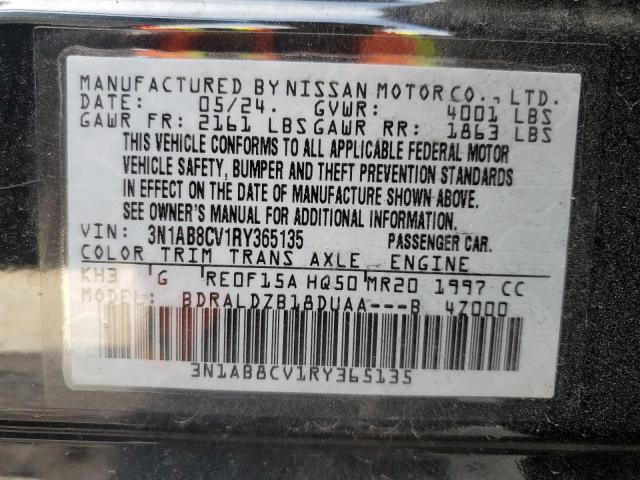 MANUFACTURED BY NISSAN MOTOR CO., LTD.
DATE: 05/24. GVWR: 4001 LBS
GAWR FR: 2161 LBS GAWR RR: 1863 LBS
THIS VEHICLE CONFORMS TO ALL APPLICABLE FEDERAL MOTOR
VEHICLE SAFETY, BUMPER AND THEFT PREVENTION STANDARDS
IN EFFECT ON THE DATE OF MANUFACTURE SHOWN ABOVE.
SEE OWNER'S MANUAL FOR ADDITIONAL INFORMATION.
VIN: 3N1AB8CV1RY365135 PASSENGER CAR.
COLOR TRIM TRANS AXLE ENGINE
KH3 G RE0F15A HQ50 MR20 1997 CC
MODEL: BDRALDZB18DUAA---B 4Z000
3N1AB8CV1RY365135